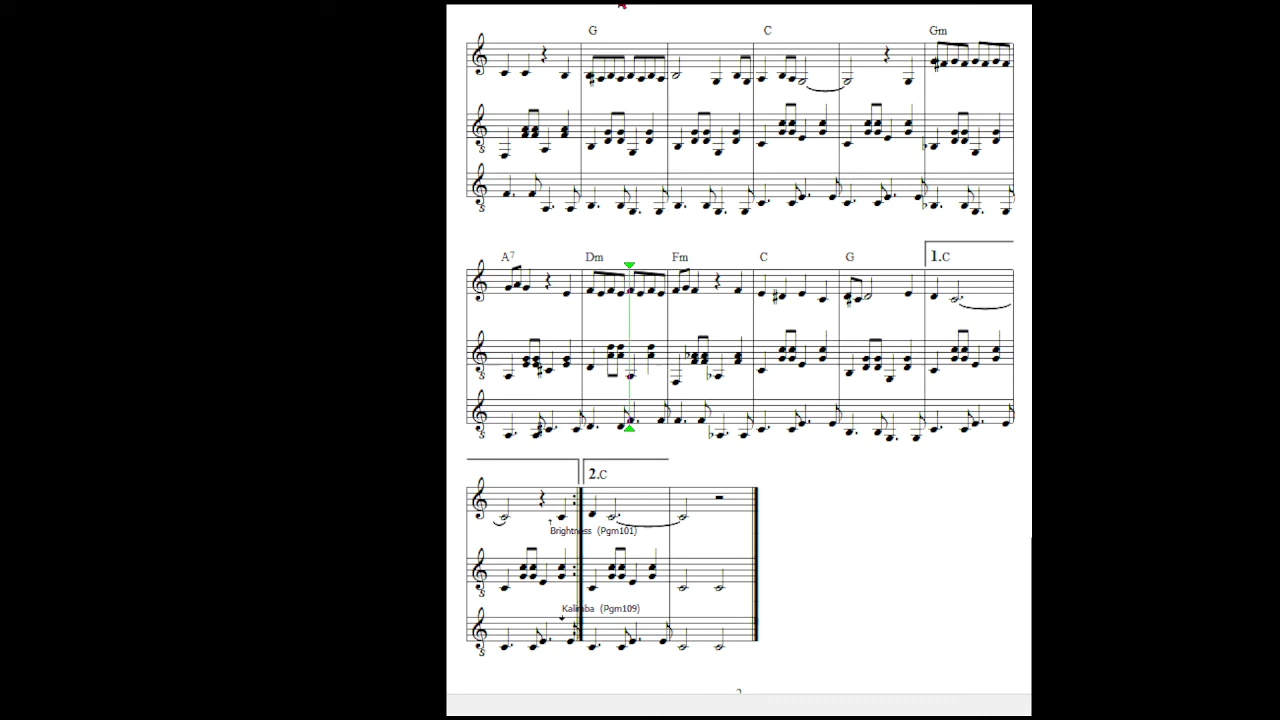 G C Gm
A7 Dm Fm C G 1.C
2.C
Brightness (Pgm101)
Kalimba (Pgm109)